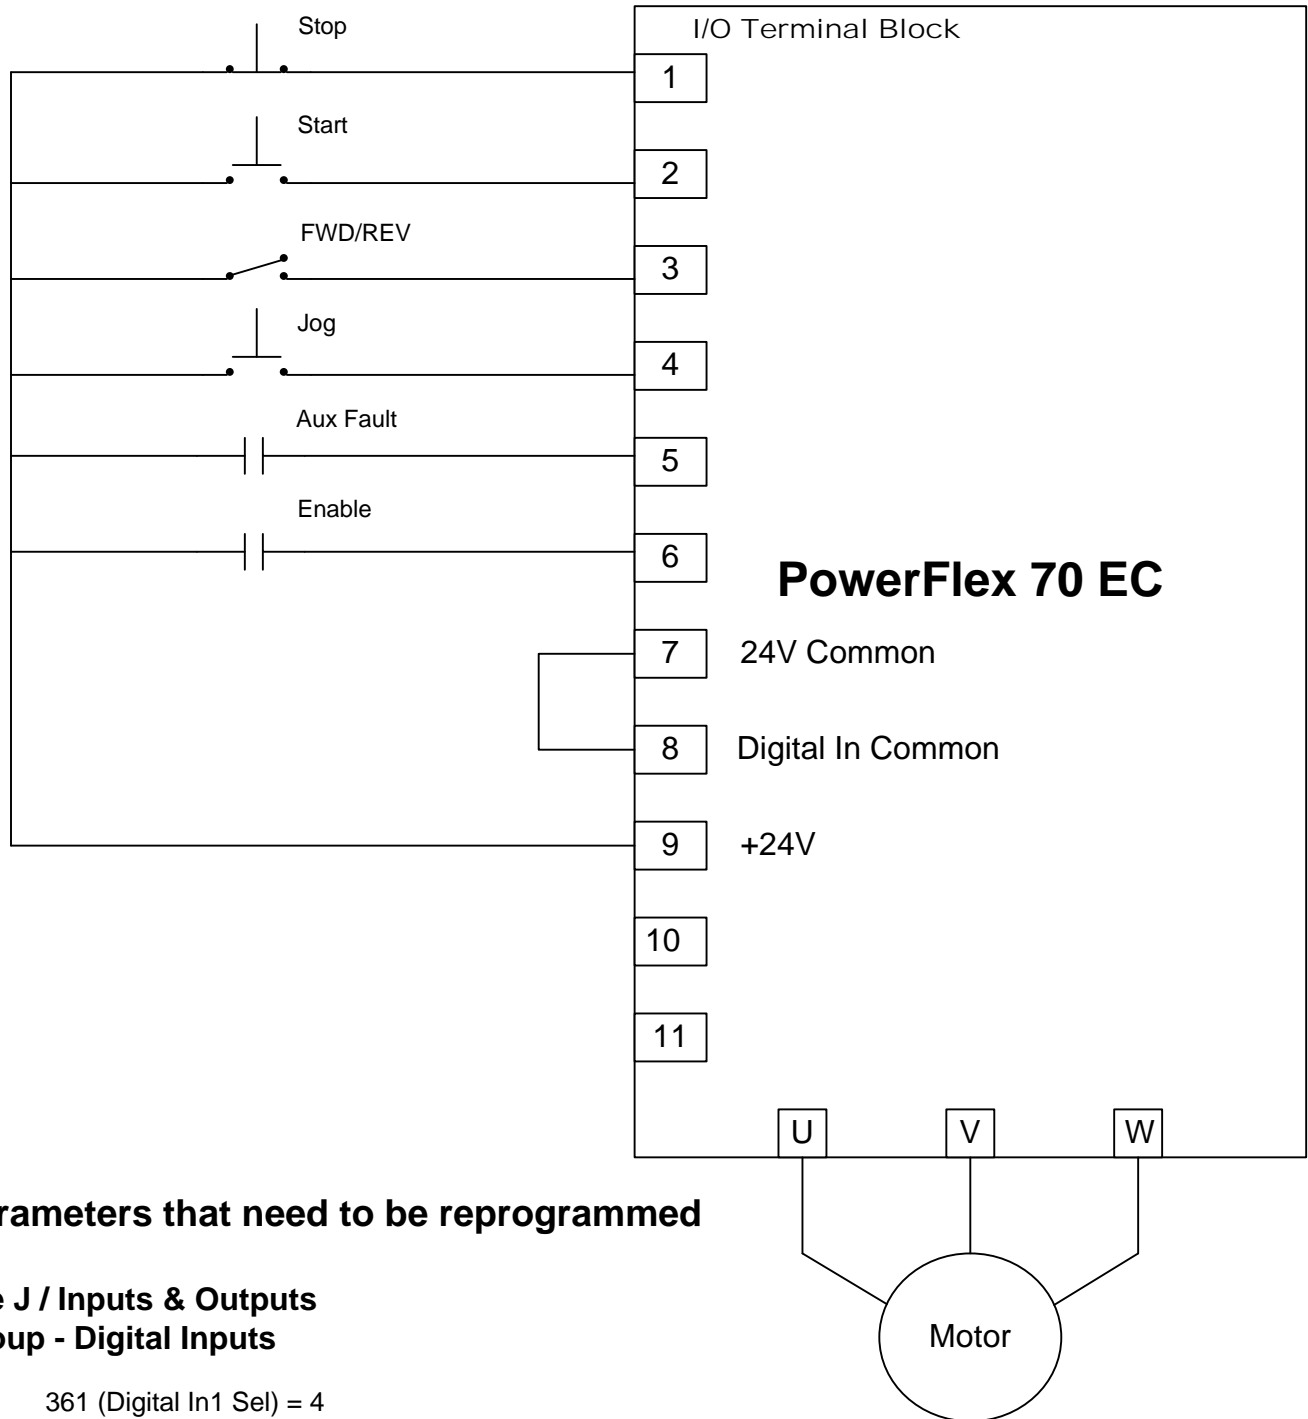 Stop
I/O Terminal Block
1
Start
2
FWD/REV
3
Jog
4
Aux Fault
5
Enable
6
PowerFlex 70 EC
7 24V Common
8 Digital In Common
9 +24V
10
11
U V W
rameters that need to be reprogrammed
e J / Inputs & Outputs
oup - Digital Inputs
Motor
361 (Digital In1 Sel) = 4